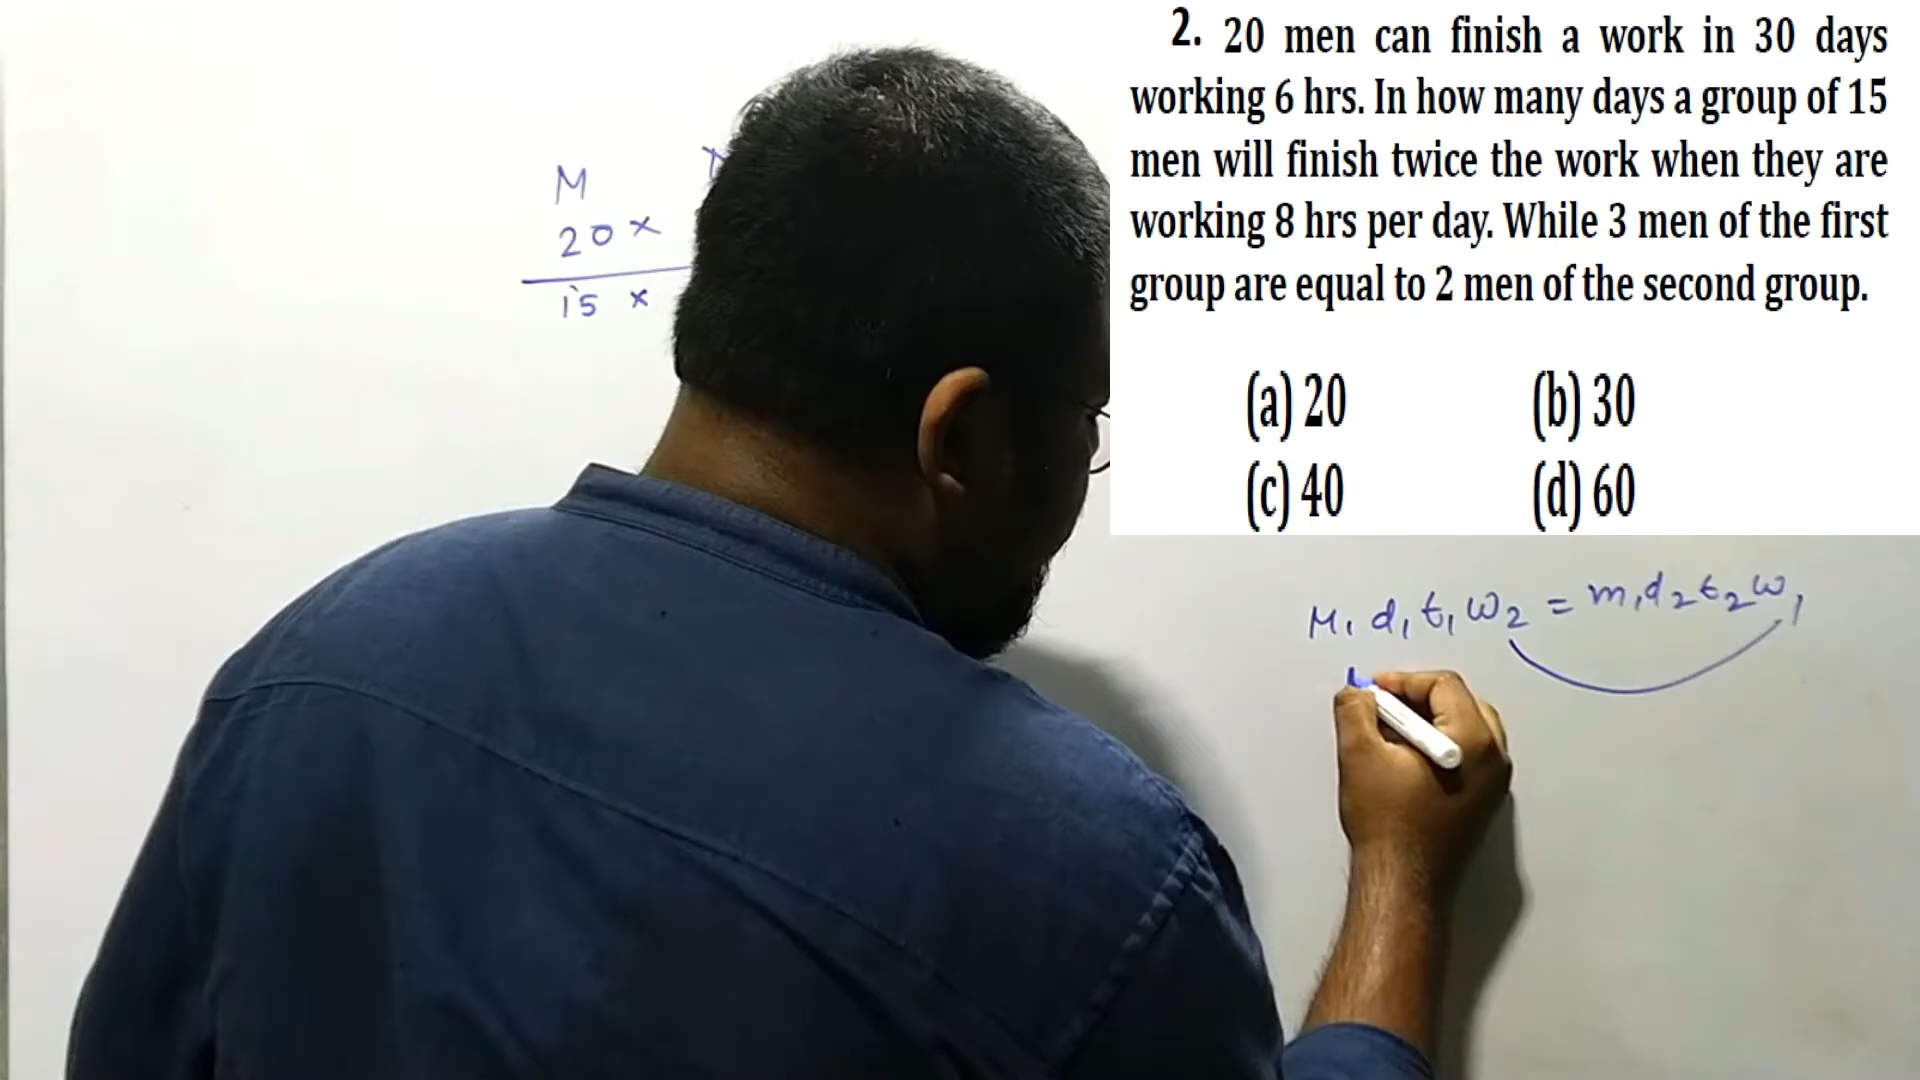 2. 20 men can finish a work in 30 days
working 6 hrs. In how many days a group of 15
men will finish twice the work when they are
working 8 hrs per day. While 3 men of the first
group are equal to 2 men of the second group.
(a) 20 (b) 30
(c) 40 (d) 60
M
20 ×
15 ×
M₁ d₁ t₁ w₂ = m₁ d₂ t₂ w₁